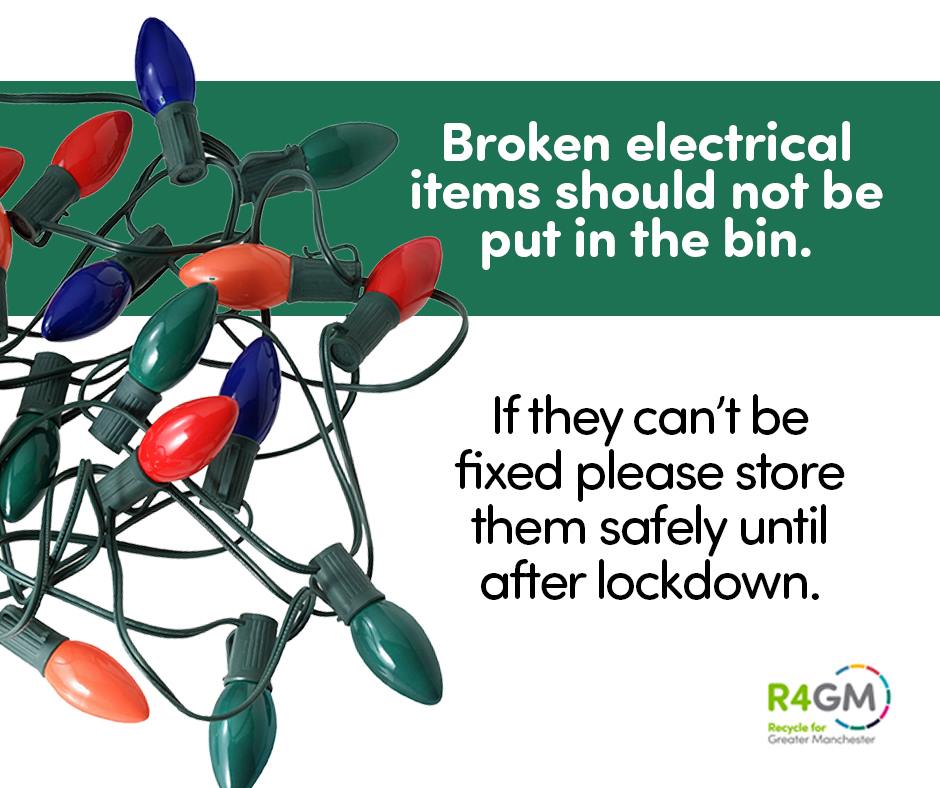 Broken electrical
items should not be
put in the bin.
If they can't be
fixed please store
them safely until
after lockdown.
R4GM
Recycle for
Greater Manchester